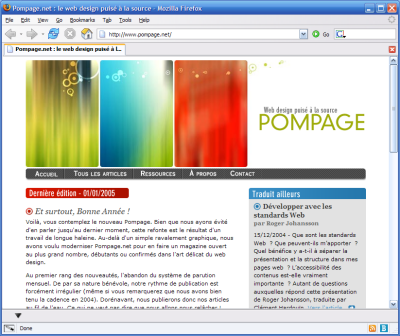 Pompage.net : le web design puisé à la source - Mozilla Firefox
File Edit View Go Bookmarks Tab Tools Help
http://www.pompage.net/ Go
Pompage.net : le web design puisé à l...
Web design puisé à la source
POMPAGE
Accueil Tous les articles Ressources À propos Contact
Dernière édition - 01/01/2005
Et surtout, Bonne Année !
Voilà, vous contemplez le nouveau Pompage. Bien que nous ayons évité
d'en parler jusqu'au dernier moment, cette refonte est le résultat d'un
travail de longue haleine. Au-delà d'un simple revalement graphique, nous
avons voulu moderniser Pompage.net pour en faire un magazine ouvert
au plus grand nombre, débutants ou confirmés dans l'art délicat du web
design.
Au premier rang des nouveautés, l'abandon du système de parution
mensuel. De par sa nature bénévole, notre rythme de publication est
forcément irrégulier (même si vous remarquerez que nous avons bien
tenu la cadence en 2004). Dorénavant, nous publierons donc nos articles
au fil de l'eau. Ce qui ne veut pas dire que nous allons nous relâcher !
Traduit ailleurs
Développer avec les
standards Web
par Roger Johansson
15/12/2004 - Que sont les standards
Web ? Que peuvent-ils m'apporter ?
Quel bénéfice y a-t-il à séparer la
présentation et la structure dans mes
pages web ? L'accessibilité des
contenus est-elle vraiment
importante ? Autant de questions
auxquelles répond cette présentation
de Roger Johansson, traduite par
Clément Hardouin. Lire l'article
Done